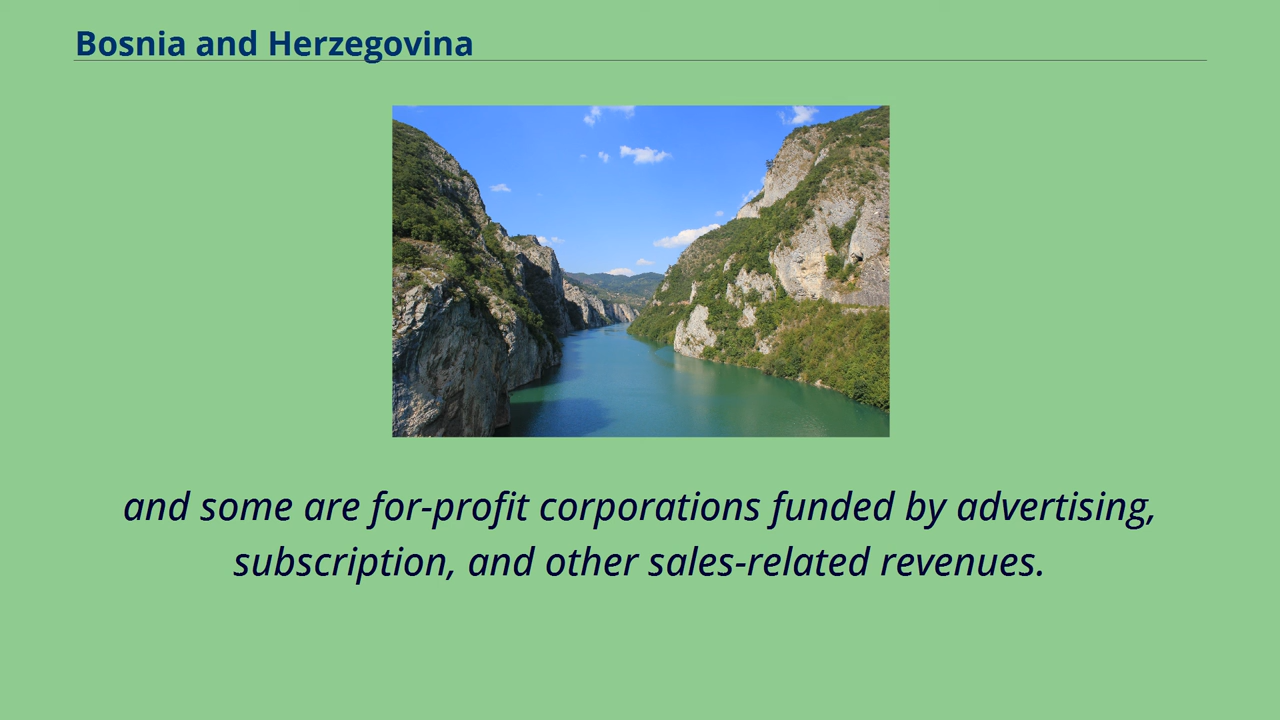 Bosnia and Herzegovina
and some are for-profit corporations funded by advertising,
subscription, and other sales-related revenues.